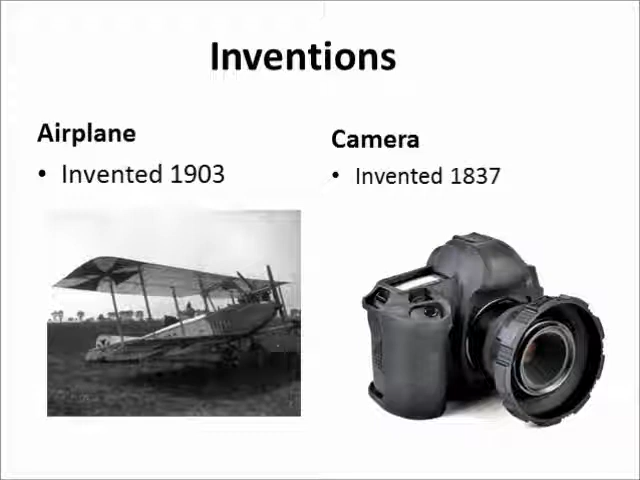 Inventions
Airplane
• Invented 1903
Camera
• Invented 1837